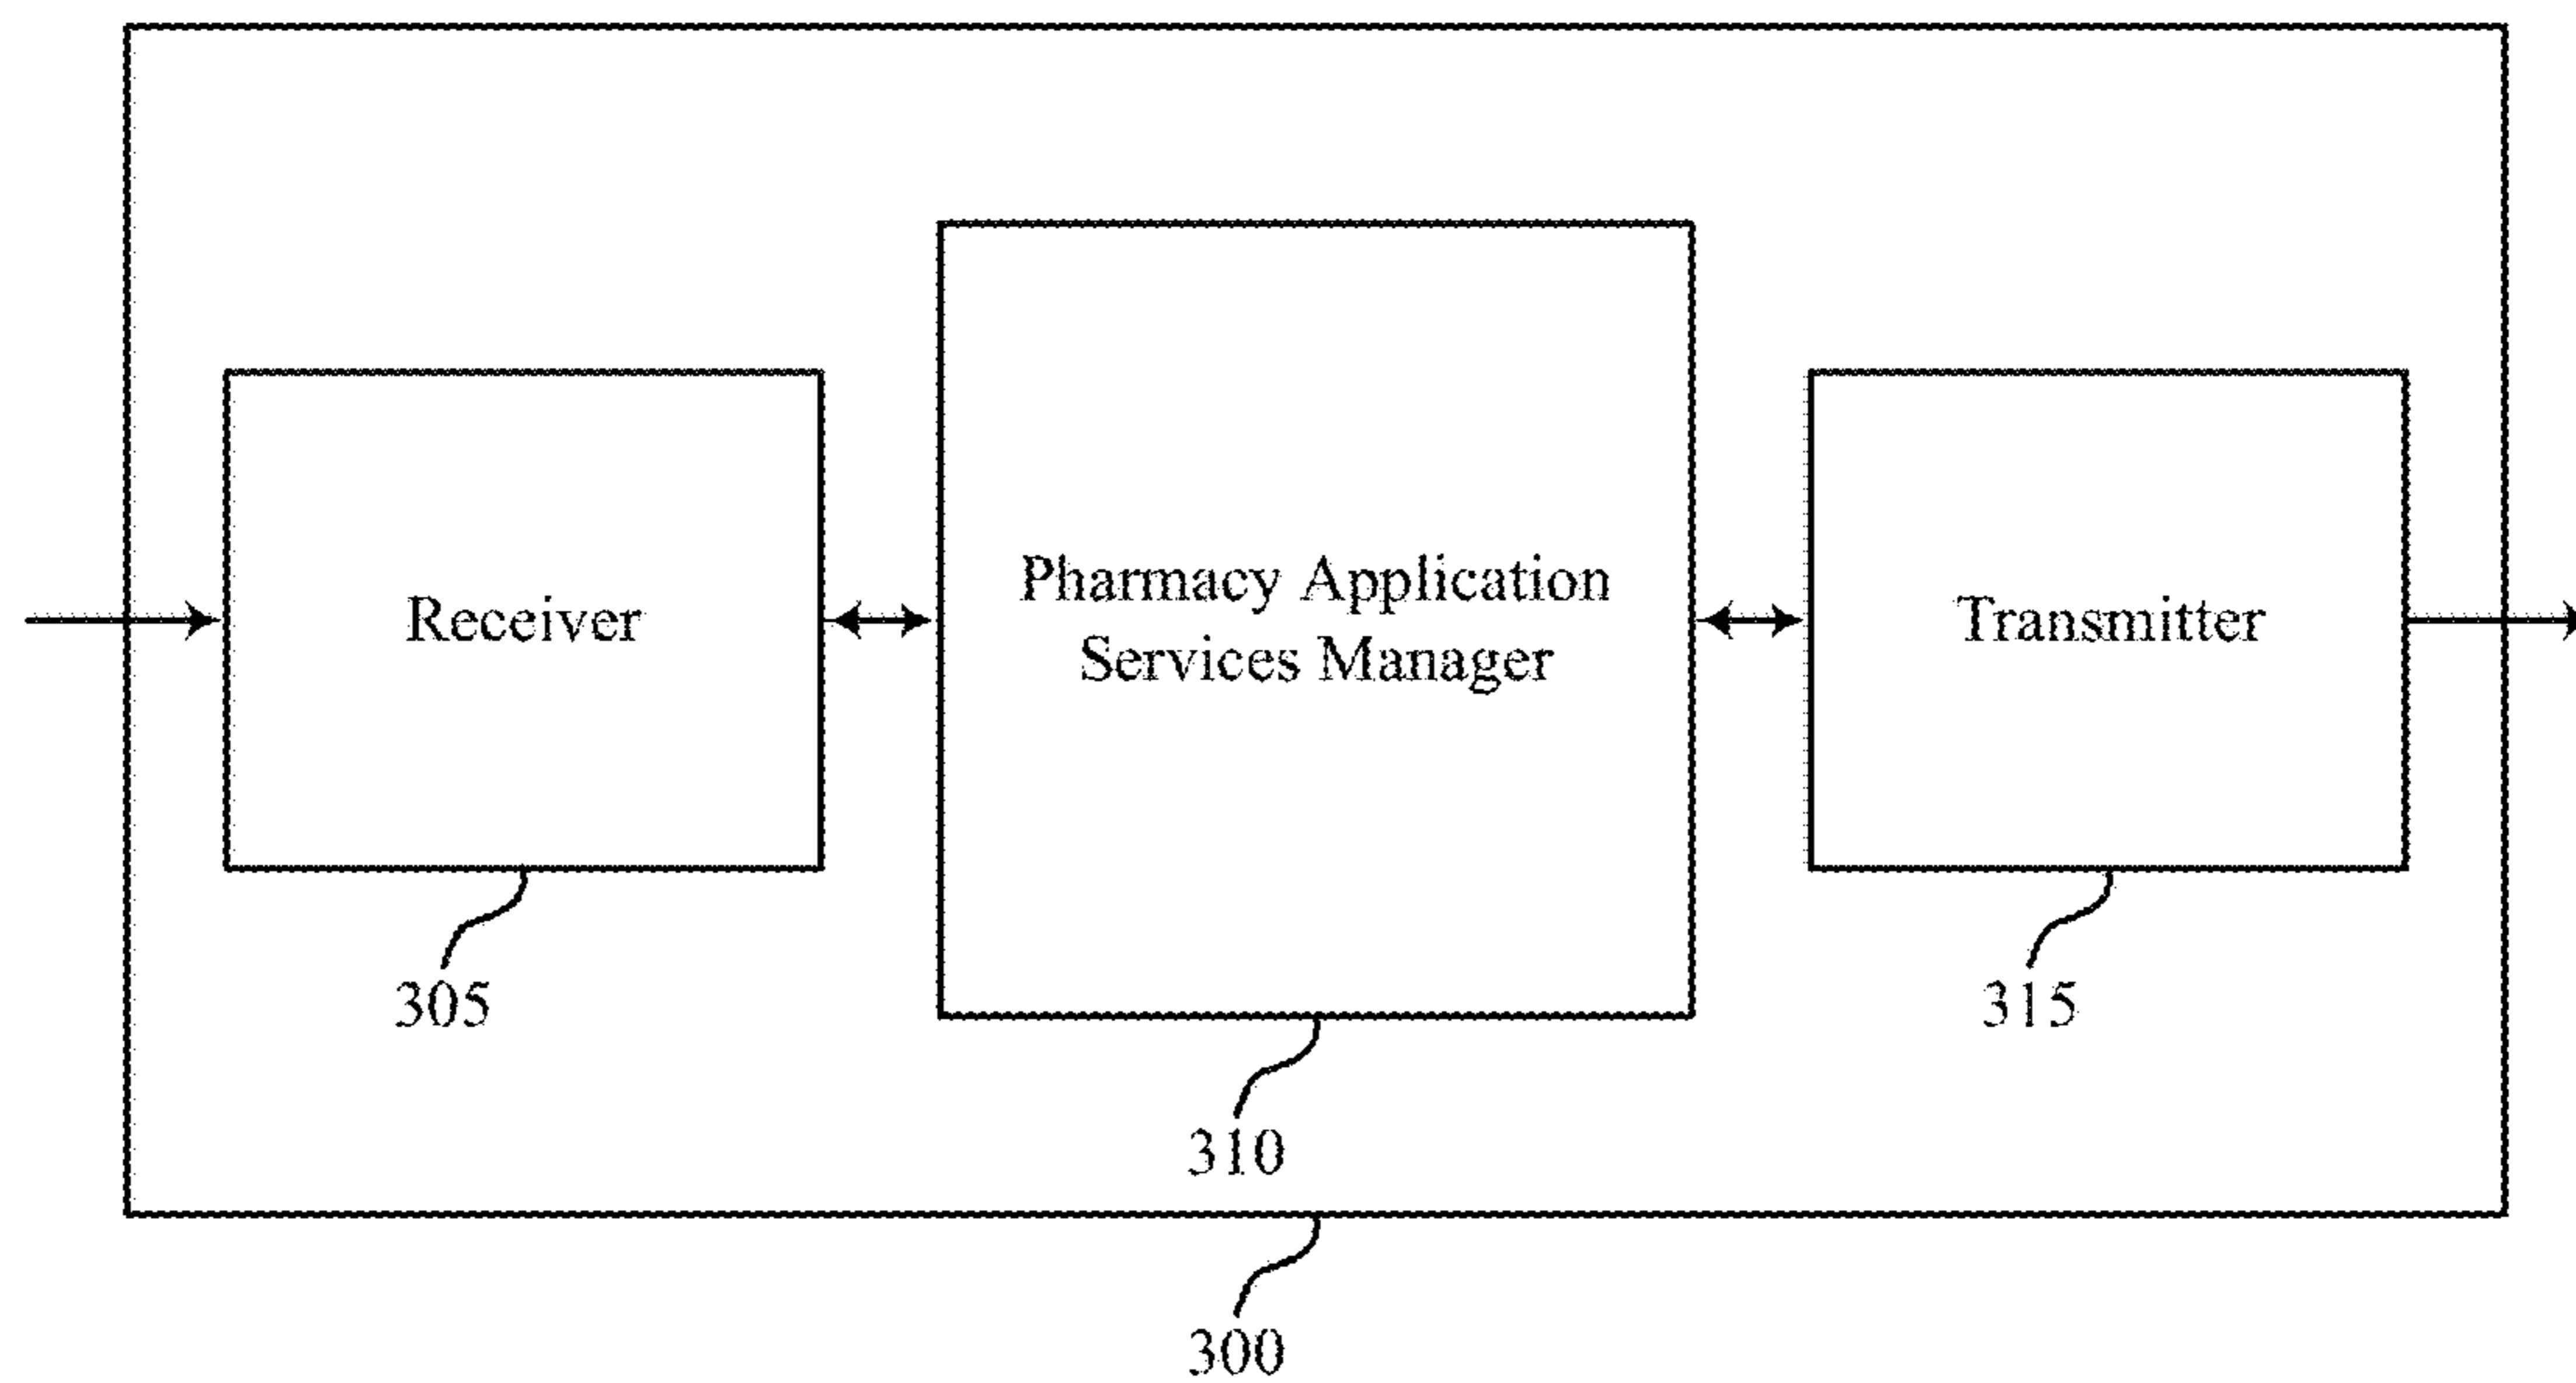 Receiver
Pharmacy Application
Services Manager
Transmitter
305
315
310
300